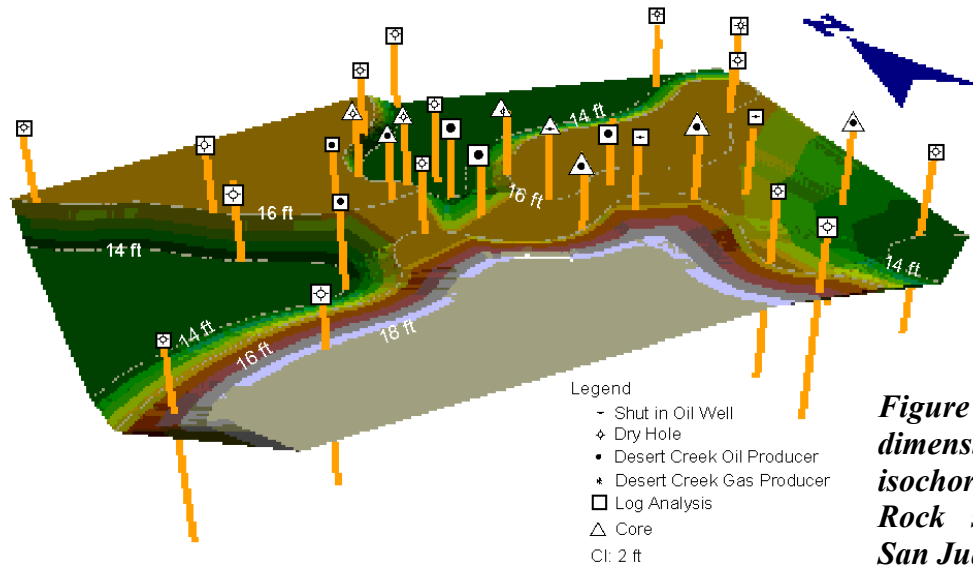 14 ft
16 ft
16 ft
14 ft
14 ft
14 ft
16 ft
18 ft
Legend
Shut in Oil Well
Dry Hole
Desert Creek Oil Producer
Desert Creek Gas Producer
Log Analysis
Core
CI: 2 ft
Figure
dimensi
isochor
Rock s
San Ju